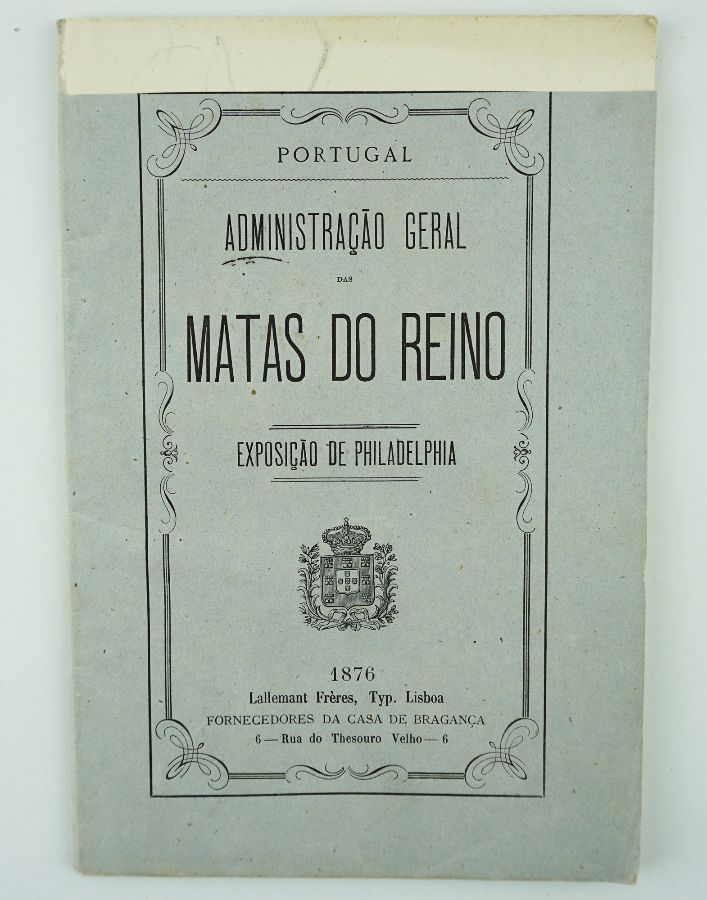 PORTUGAL
ADMINISTRAÇÃO GERAL
DAS
MATAS DO REINO
EXPOSIÇÃO DE PHILADELPHIA
1876
Lallemant Frères, Typ. Lisboa
FORNECEDORES DA CASA DE BRAGANÇA
6 — Rua do Thesouro Velho — 6